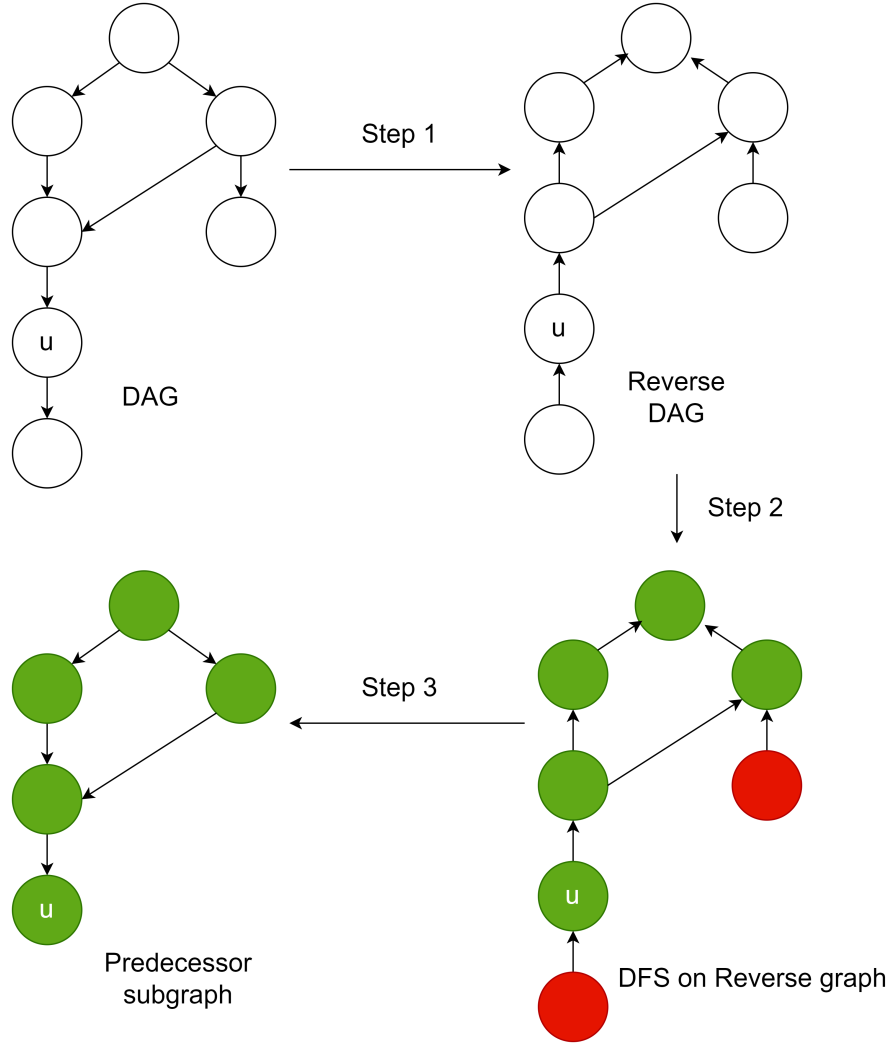 Step 1
u
u
DAG
Reverse
DAG
Step 2
Step 3
u
u
Predecessor
subgraph
DFS on Reverse graph